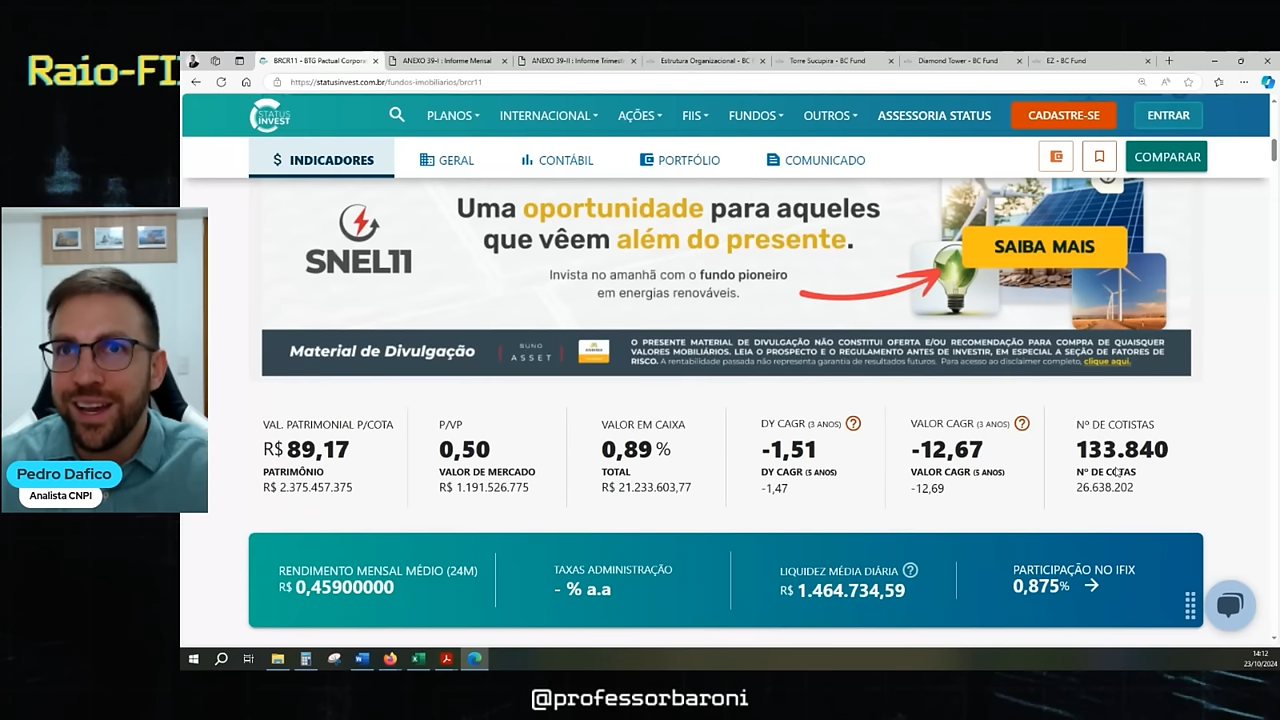 Raio-FI
BRCR11 - BTG Pactual Corpora
ANEXO 39-I : Informe Mensal
ANEXO 39-II : Informe Trimest
Estrutura Organizacional - BC
Torre Sucupira - BC Fund
Diamond Tower - BC Fund
EZ - BC Fund
https://statusinvest.com.br/fundos-imobiliarios/brcr11
STATUS INVEST
PLANOS
INTERNACIONAL
AÇÕES
FIIS
FUNDOS
OUTROS
ASSESSORIA STATUS
CADASTRE-SE
ENTRAR
$ INDICADORES
GERAL
CONTÁBIL
PORTFÓLIO
COMUNICADO
COMPARAR
SNEL11
Uma oportunidade para aqueles
que vêem além do presente.
Invista no amanhã com o fundo pioneiro
em energias renováveis.
SAIBA MAIS
Material de Divulgação
SUNO
ASSET
O PRESENTE MATERIAL DE DIVULGAÇÃO NÃO CONSTITUI OFERTA E/OU RECOMENDAÇÃO PARA COMPRA DE QUAISQUER
VALORES MOBILIÁRIOS. LEIA O PROSPECTO E O REGULAMENTO ANTES DE INVESTIR, EM ESPECIAL A SEÇÃO DE FATORES DE
RISCO. A rentabilidade passada não representa garantia de resultados futuros. Para acesso ao disclaimer completo, clique aqui.
VAL. PATRIMONIAL P/COTA
R$ 89,17
PATRIMÔNIO
R$ 2.375.457.375
P/VP
0,50
VALOR DE MERCADO
R$ 1.191.526.775
VALOR EM CAIXA
0,89 %
TOTAL
R$ 21.233.603,77
DY CAGR (3 ANOS) ?
-1,51
DY CAGR (5 ANOS)
-1,47
VALOR CAGR (3 ANOS) ?
-12,67
VALOR CAGR (5 ANOS)
-12,69
Nº DE COTISTAS
133.840
Nº DE COTAS
26.638.202
RENDIMENTO MENSAL MÉDIO (24M)
R$ 0,45900000
TAXAS ADMINISTRAÇÃO
- % a.a
LIQUIDEZ MÉDIA DIÁRIA ?
R$ 1.464.734,59
PARTICIPAÇÃO NO IFIX
0,875%
Pedro Dafico
Analista CNPI
14:12
23/10/2024
@professorbaroni